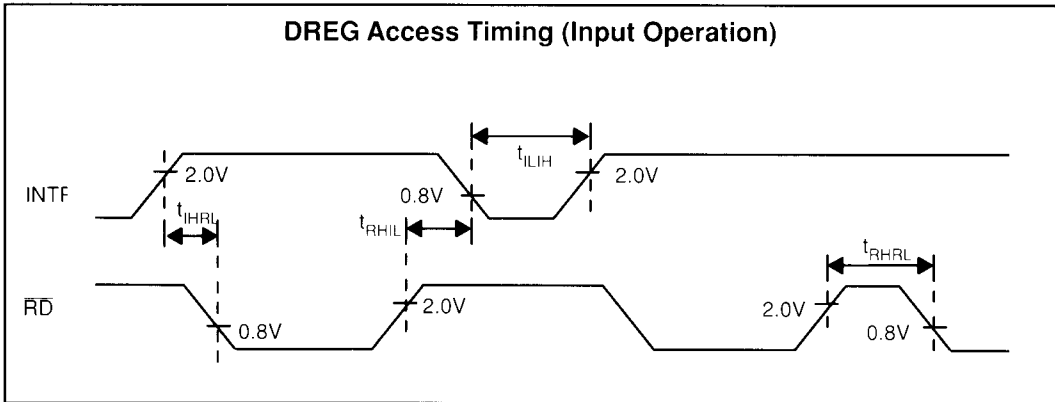 DREG Access Timing (Input Operation)
t_ILIH
INTF 2.0V 0.8V 2.0V
t_IHRL t_RHIL
t_RHRL
R̅D̅ 0.8V 2.0V 2.0V 0.8V